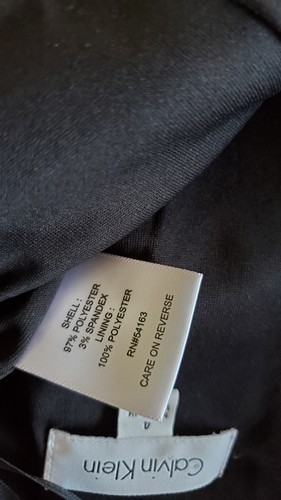 SHELL :
97% POLYESTER
3% SPANDEX
LINING :
100% POLYESTER
RN#54163
CARE ON REVERSE
Calvin Klein